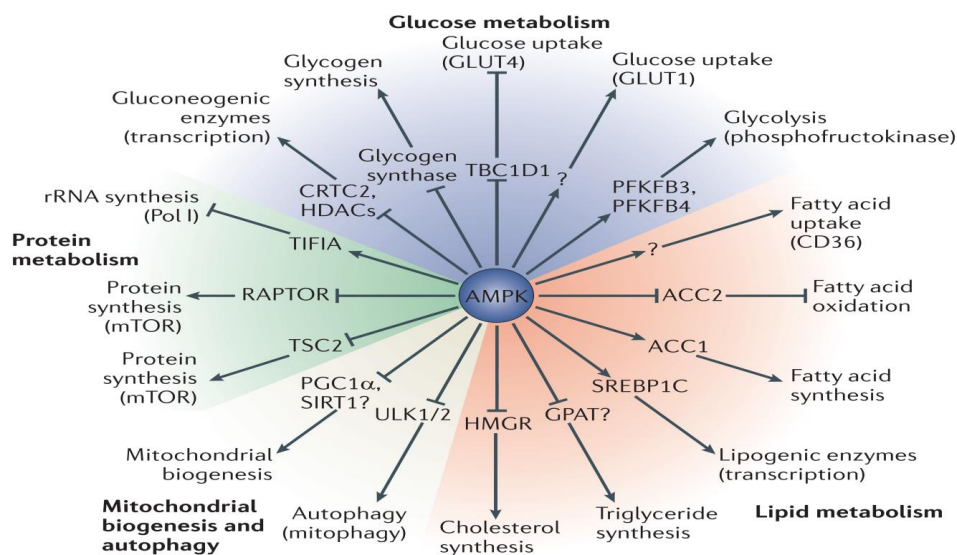 Glucose metabolism
Glucose uptake
(GLUT4)
Glucose uptake
(GLUT1)
Glycogen
synthesis
Gluconeogenic
enzymes
(transcription)
Glycolysis
(phosphofructokinase)
Glycogen
synthase
TBC1D1
?
CRTC2,
HDACs
PFKFB3,
PFKFB4
rRNA synthesis
(Pol I)
Fatty acid
uptake
(CD36)
Protein
metabolism
TIFIA
?
Protein
synthesis
(mTOR)
RAPTOR
AMPK
ACC2
Fatty acid
oxidation
TSC2
ACC1
Protein
synthesis
(mTOR)
Fatty acid
synthesis
PGC1α,
SIRT1?
ULK1/2
HMGR
GPAT?
SREBP1C
Mitochondrial
biogenesis
Lipogenic enzymes
(transcription)
Mitochondrial
biogenesis and
autophagy
Autophagy
(mitophagy)
Cholesterol
synthesis
Triglyceride
synthesis
Lipid metabolism